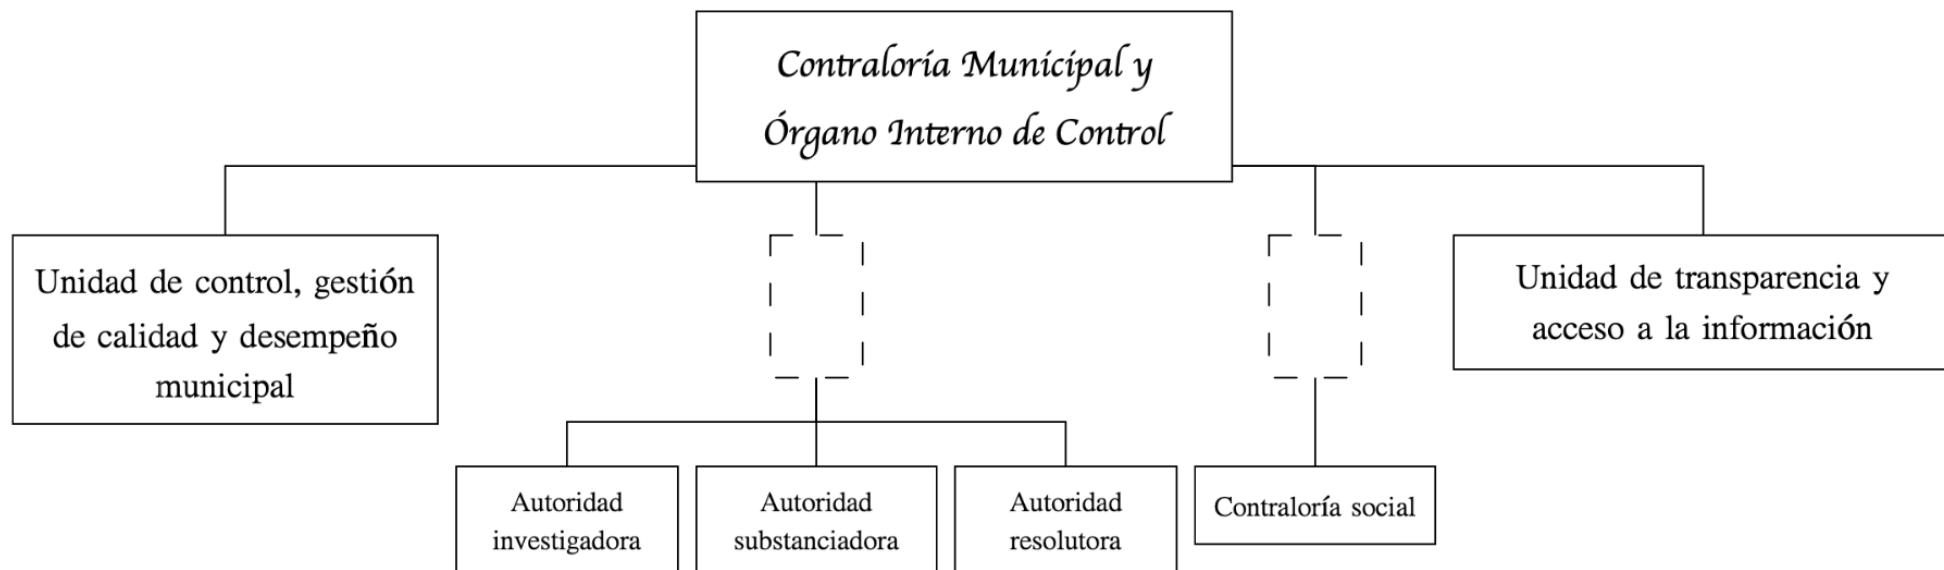 Contraloría Municipal y
Órgano Interno de Control
Unidad de control, gestión
de calidad y desempeño
municipal
Unidad de transparencia y
acceso a la información
Autoridad
investigadora
Autoridad
substanciadora
Autoridad
resolutora
Contraloría social